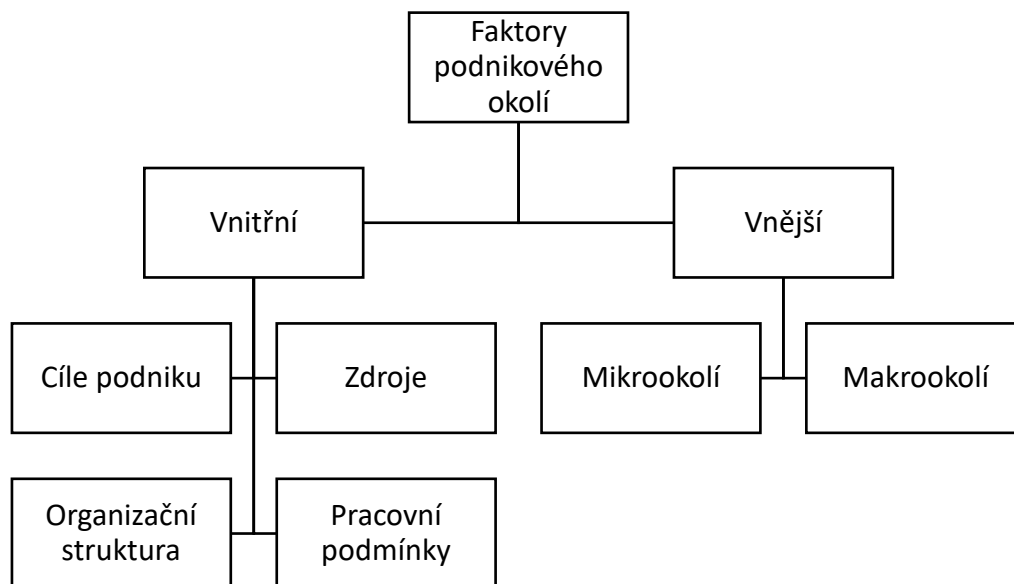 Faktory
podnikového
okolí
Vnitřní
Vnější
Cíle podniku
Zdroje
Mikrookolí
Makrookolí
Organizační
struktura
Pracovní
podmínky